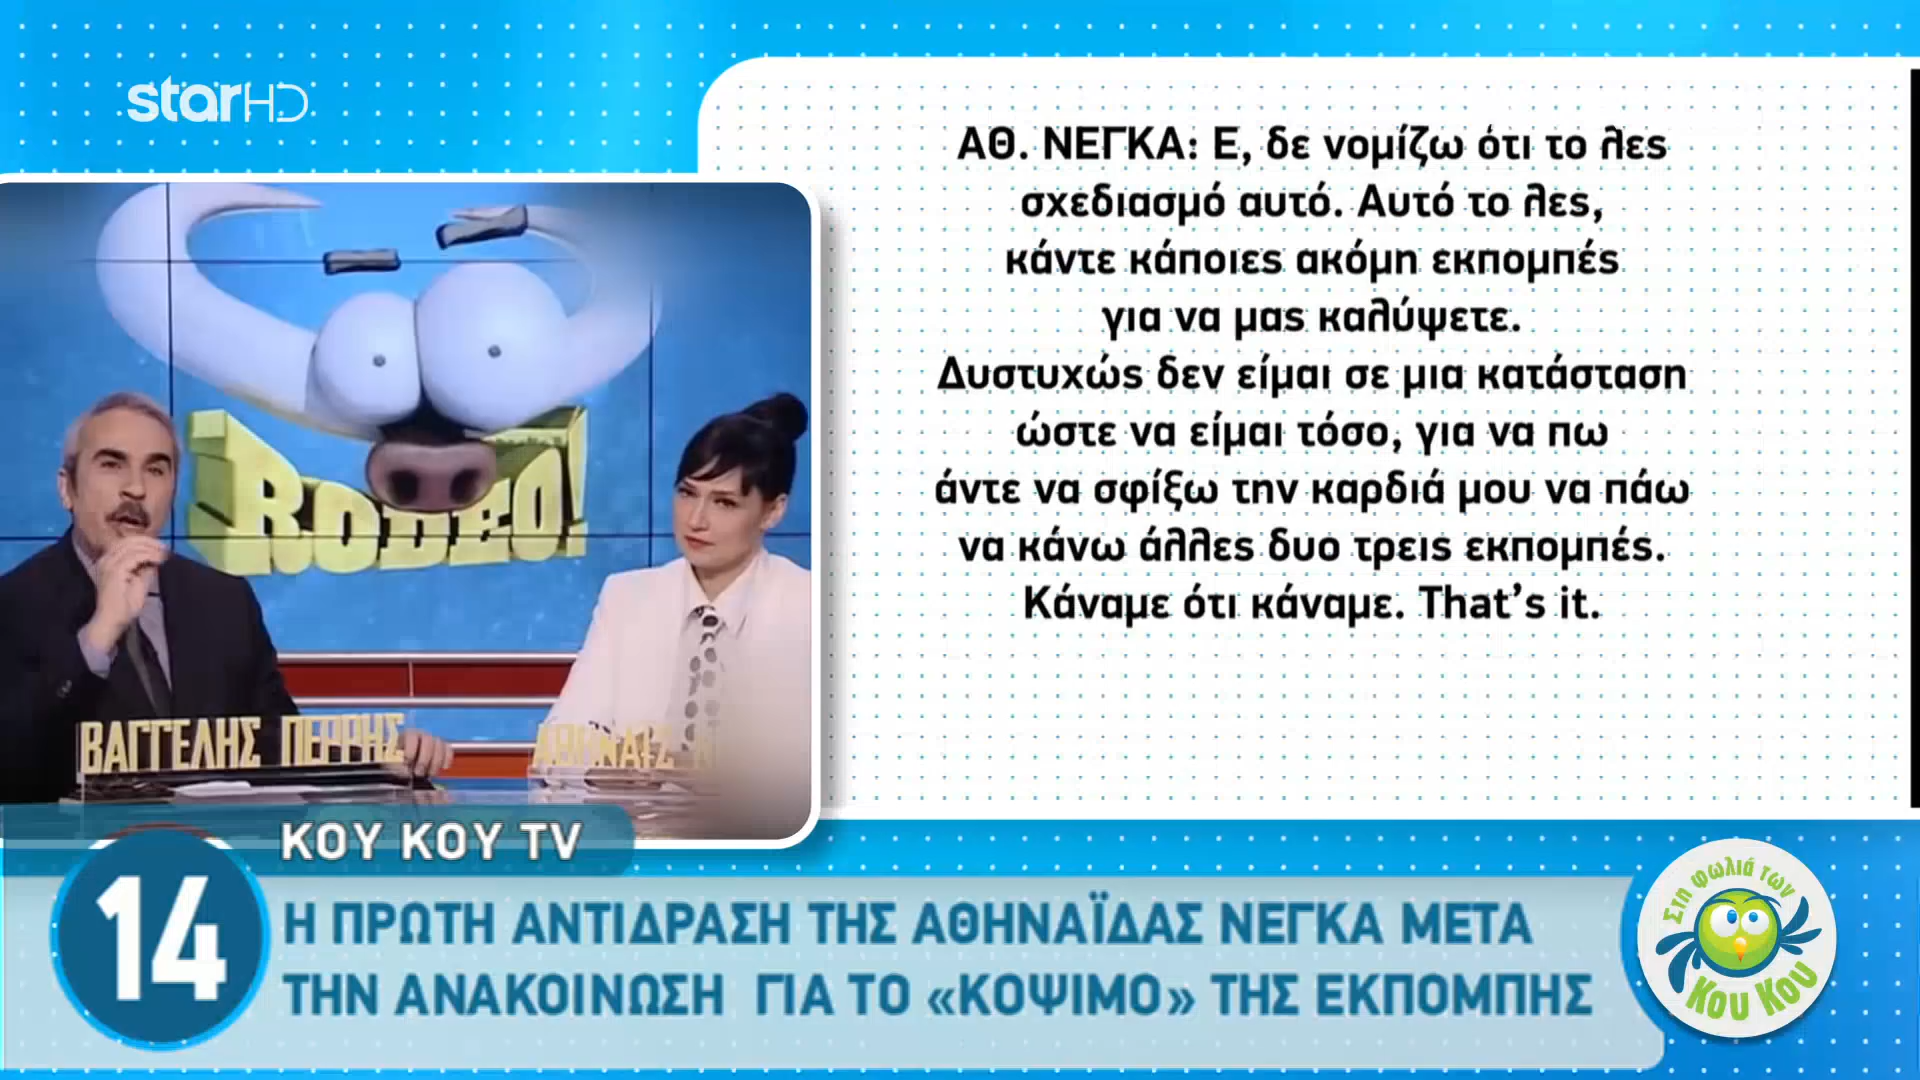 starHD
ΑΘ. ΝΕΓΚΑ: Ε, δε νομίζω ότι το λες
σχεδιασμό αυτό. Αυτό το λες,
κάντε κάποιες ακόμη εκπομπές
για να μας καλύψετε.
Δυστυχώς δεν είμαι σε μια κατάσταση
ώστε να είμαι τόσο, για να πω
άντε να σφίξω την καρδιά μου να πάω
να κάνω άλλες δυο τρεις εκπομπές.
Κάναμε ότι κάναμε. That’s it.
RODEO!
ΒΑΓΓΕΛΗΣ ΠΕΡΡΗΣ
ΑΘΗΝΑΙΣ
ΚΟΥ ΚΟΥ TV
14
Η ΠΡΩΤΗ ΑΝΤΙΔΡΑΣΗ ΤΗΣ ΑΘΗΝΑΪΔΑΣ ΝΕΓΚΑ ΜΕΤΑ
ΤΗΝ ΑΝΑΚΟΙΝΩΣΗ ΓΙΑ ΤΟ «ΚΟΨΙΜΟ» ΤΗΣ ΕΚΠΟΜΠΗΣ
Στη φωλιά των
Κου Κου